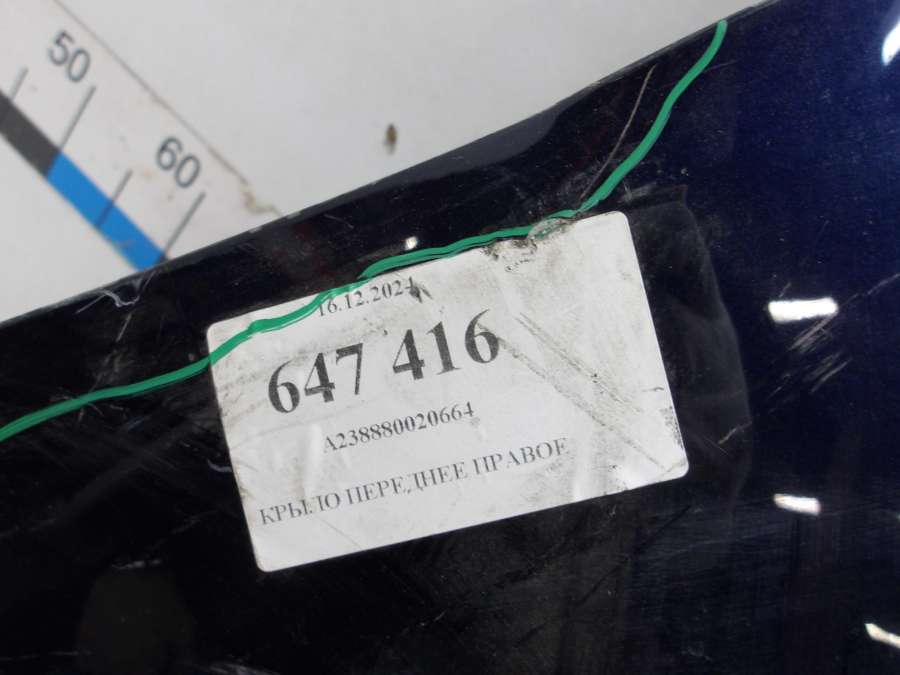 50
60
16.12.2024
647 416
A238880020664
КРЫЛО ПЕРЕДНЕЕ ПРАВОЕ